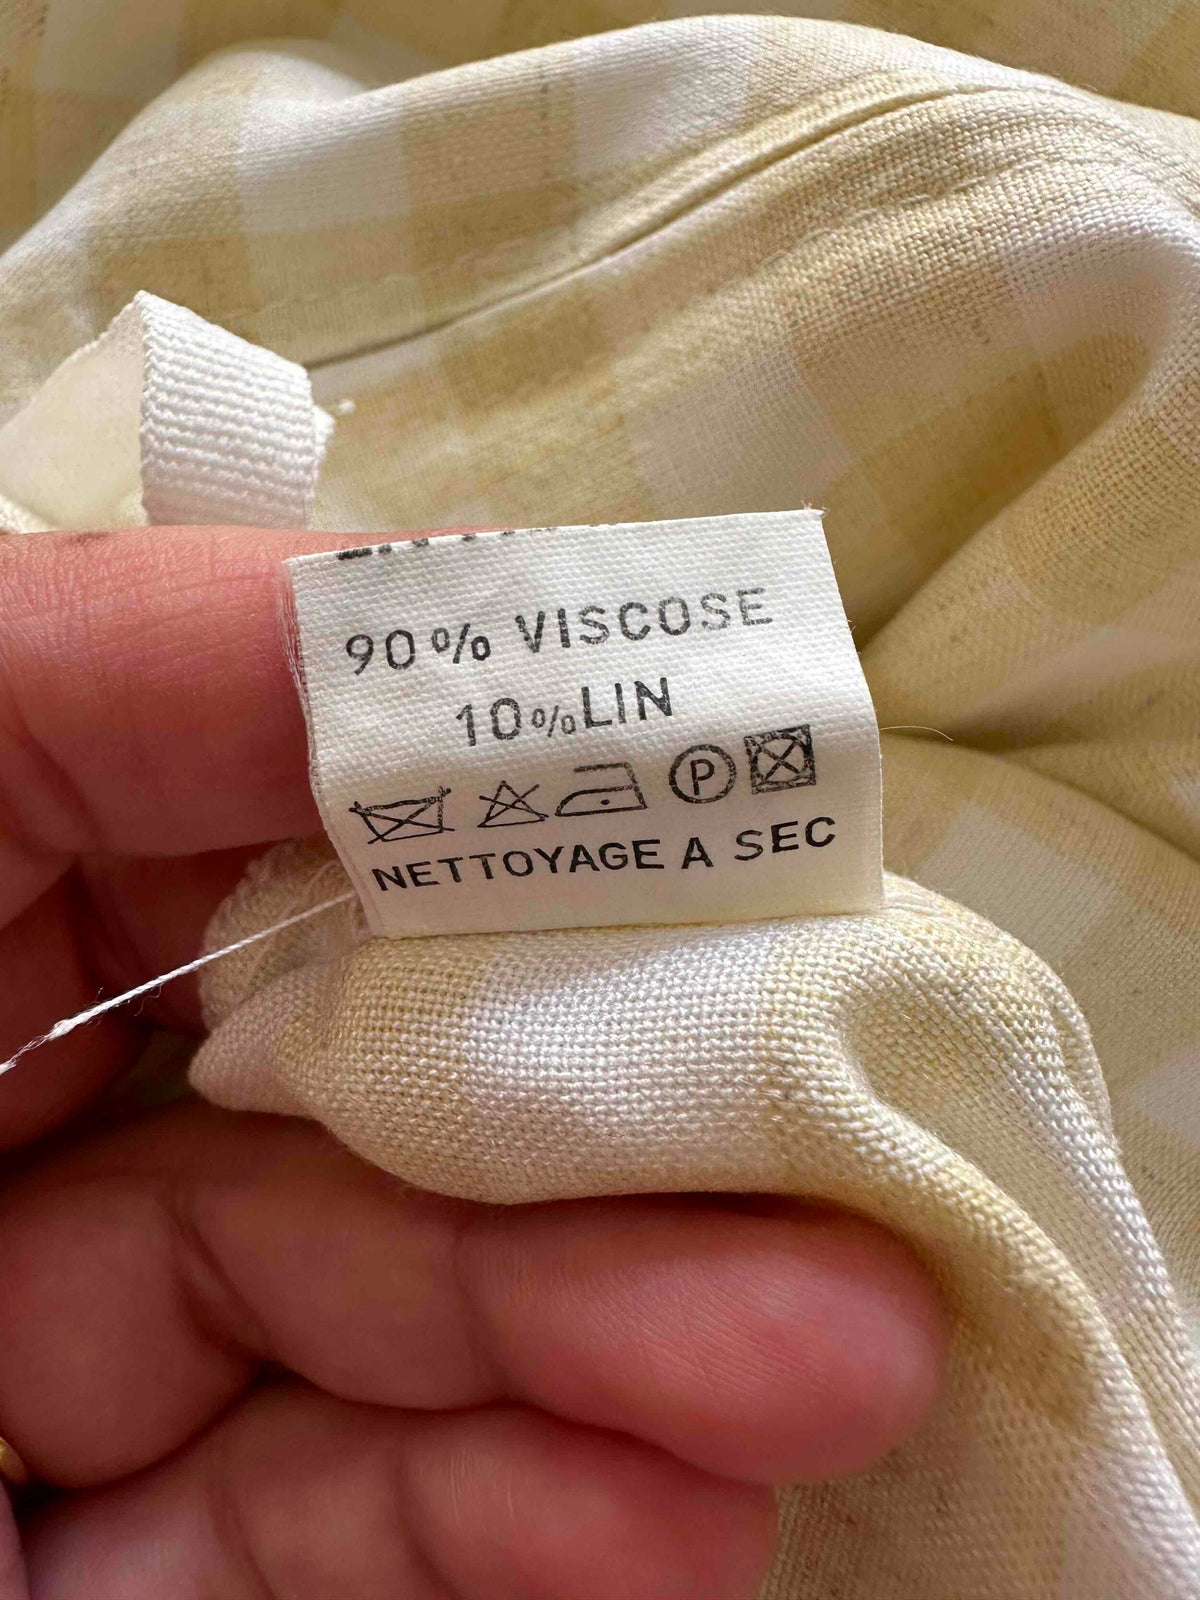 90% VISCOSE
10% LIN
P
NETTOYAGE A SEC